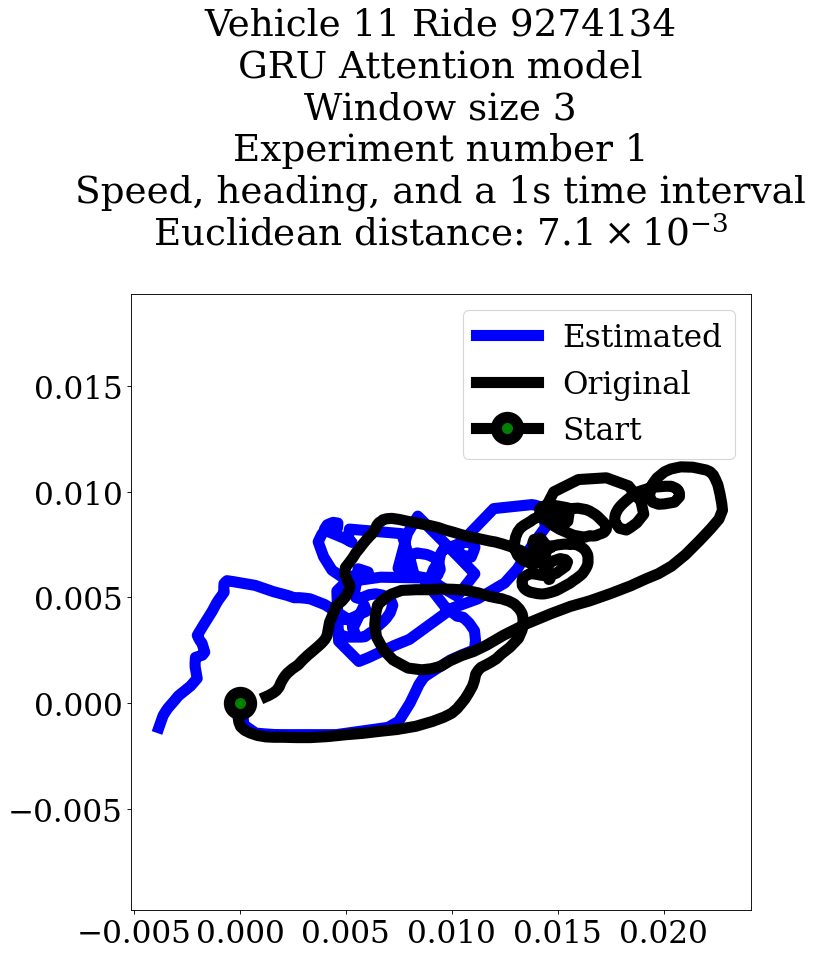 Vehicle 11 Ride 9274134
GRU Attention model
Window size 3
Experiment number 1
Speed, heading, and a 1s time interval
Euclidean distance: 7.1 × 10⁻³
Estimated
Original
Start
0.015
0.010
0.005
0.000
−0.005
−0.005 0.000 0.005 0.010 0.015 0.020